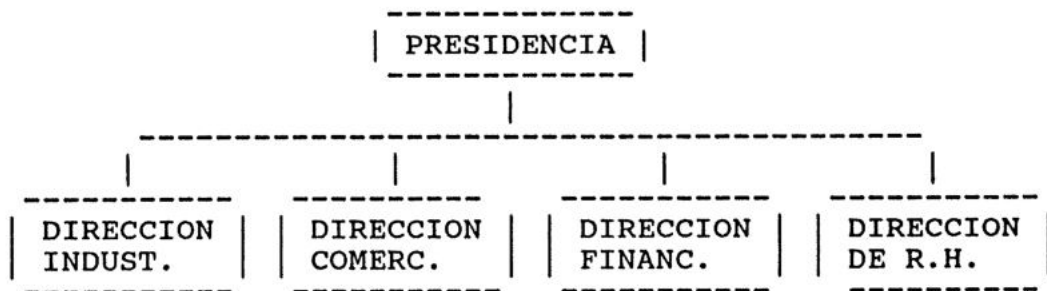 PRESIDENCIA
DIRECCION DIRECCION DIRECCION DIRECCION
INDUST. COMERC. FINANC. DE R.H.